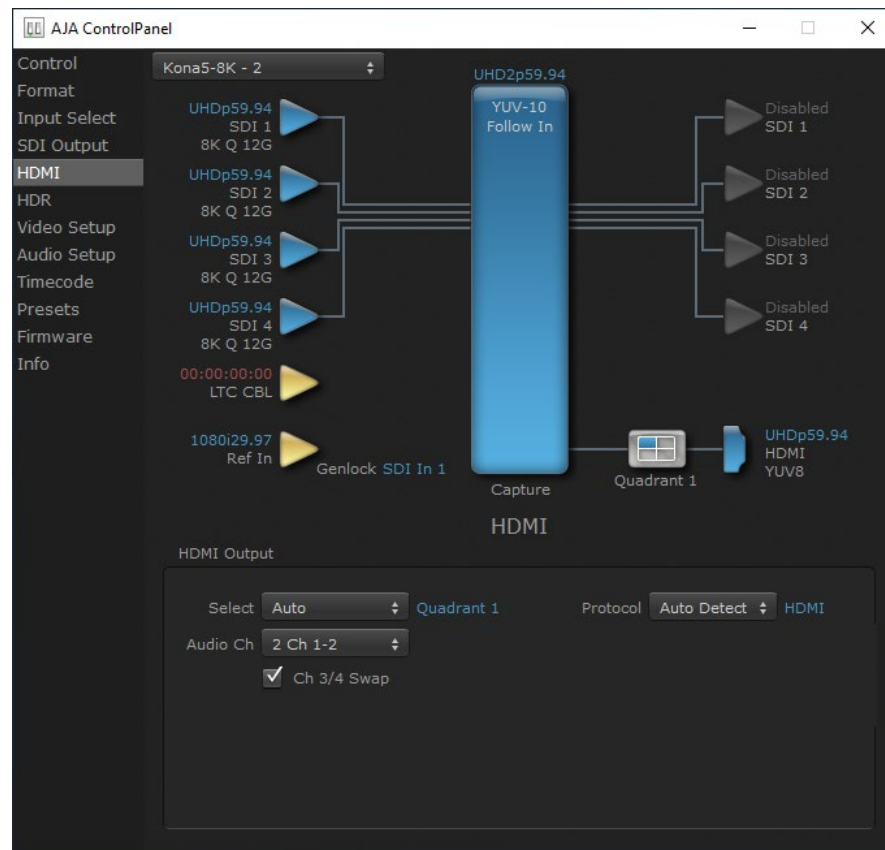 AJA ControlPanel
Control
Format
Input Select
SDI Output
HDMI
HDR
Video Setup
Audio Setup
Timecode
Presets
Firmware
Info
Kona5-8K - 2
UHDp59.94
SDI 1
8K Q 12G
UHDp59.94
SDI 2
8K Q 12G
UHDp59.94
SDI 3
8K Q 12G
UHDp59.94
SDI 4
8K Q 12G
00:00:00:00
LTC CBL
1080i29.97
Ref In
Genlock SDI In 1
UHD2p59.94
YUV-10
Follow In
Capture
Disabled
SDI 1
Disabled
SDI 2
Disabled
SDI 3
Disabled
SDI 4
Quadrant 1
UHDp59.94
HDMI
YUV8
HDMI
HDMI Output
Select Auto Quadrant 1 Protocol Auto Detect HDMI
Audio Ch 2 Ch 1-2
Ch 3/4 Swap